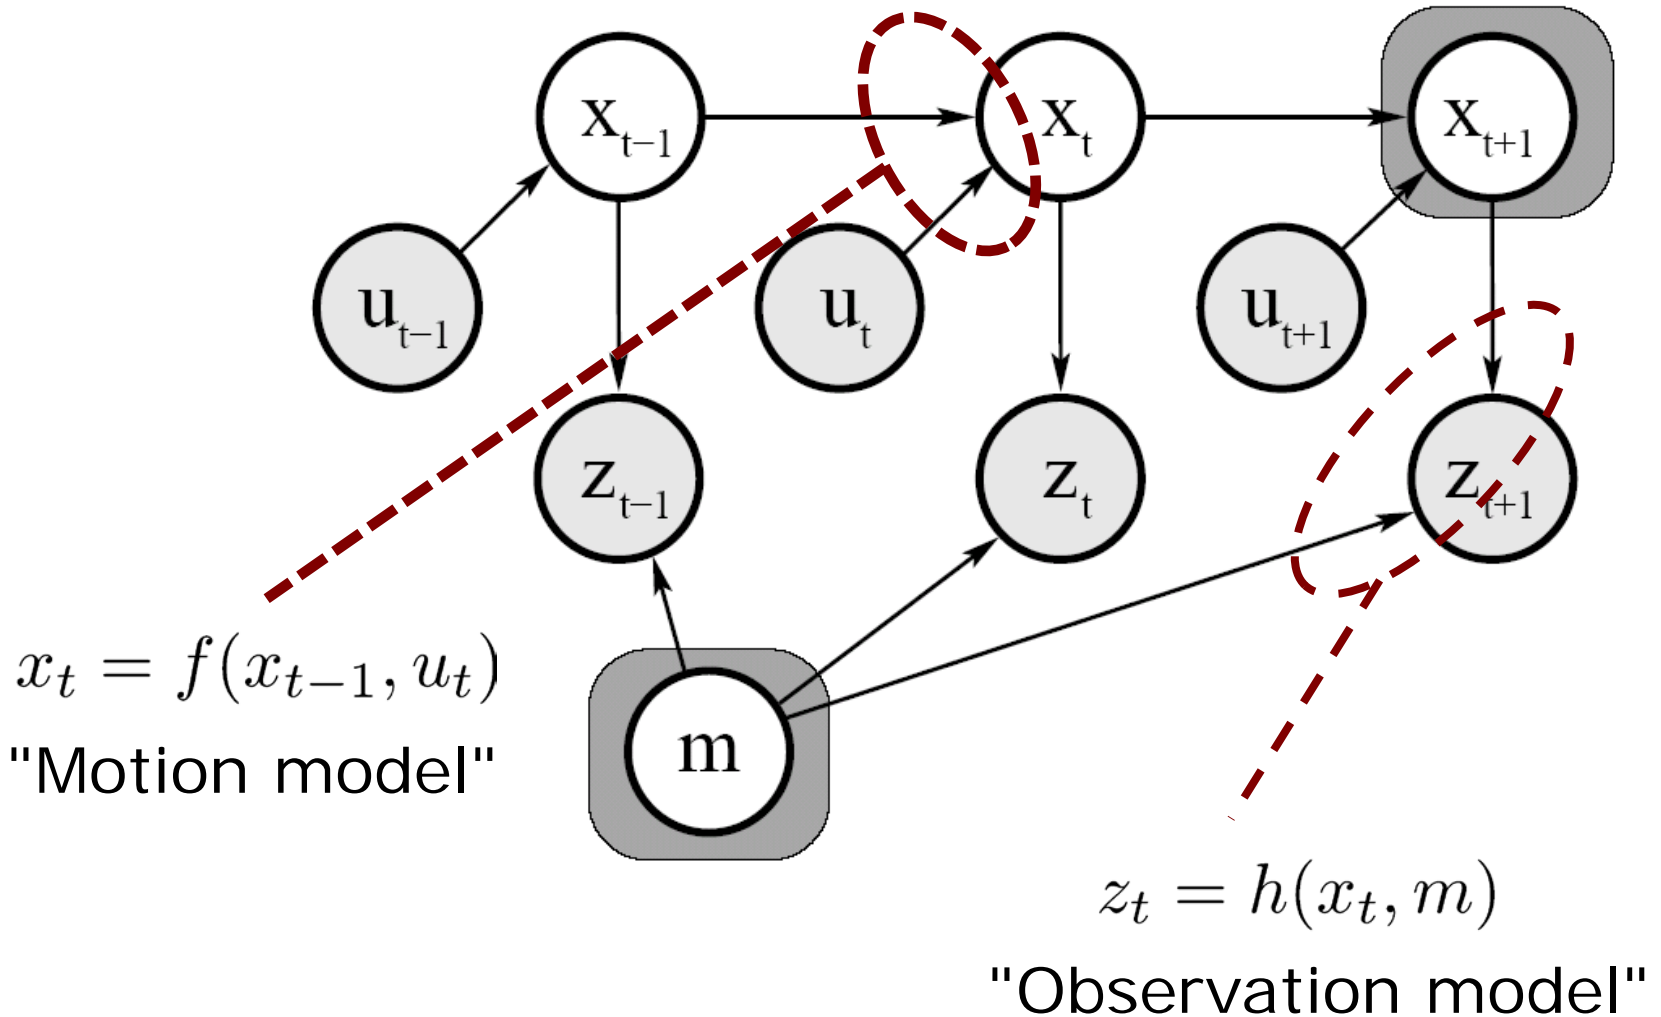 x_{t-1} x_t x_{t+1}
u_{t-1} u_t u_{t+1}
z_{t-1} z_t z_{t+1}
m
x_t = f(x_{t-1}, u_t)
"Motion model"
z_t = h(x_t, m)
"Observation model"